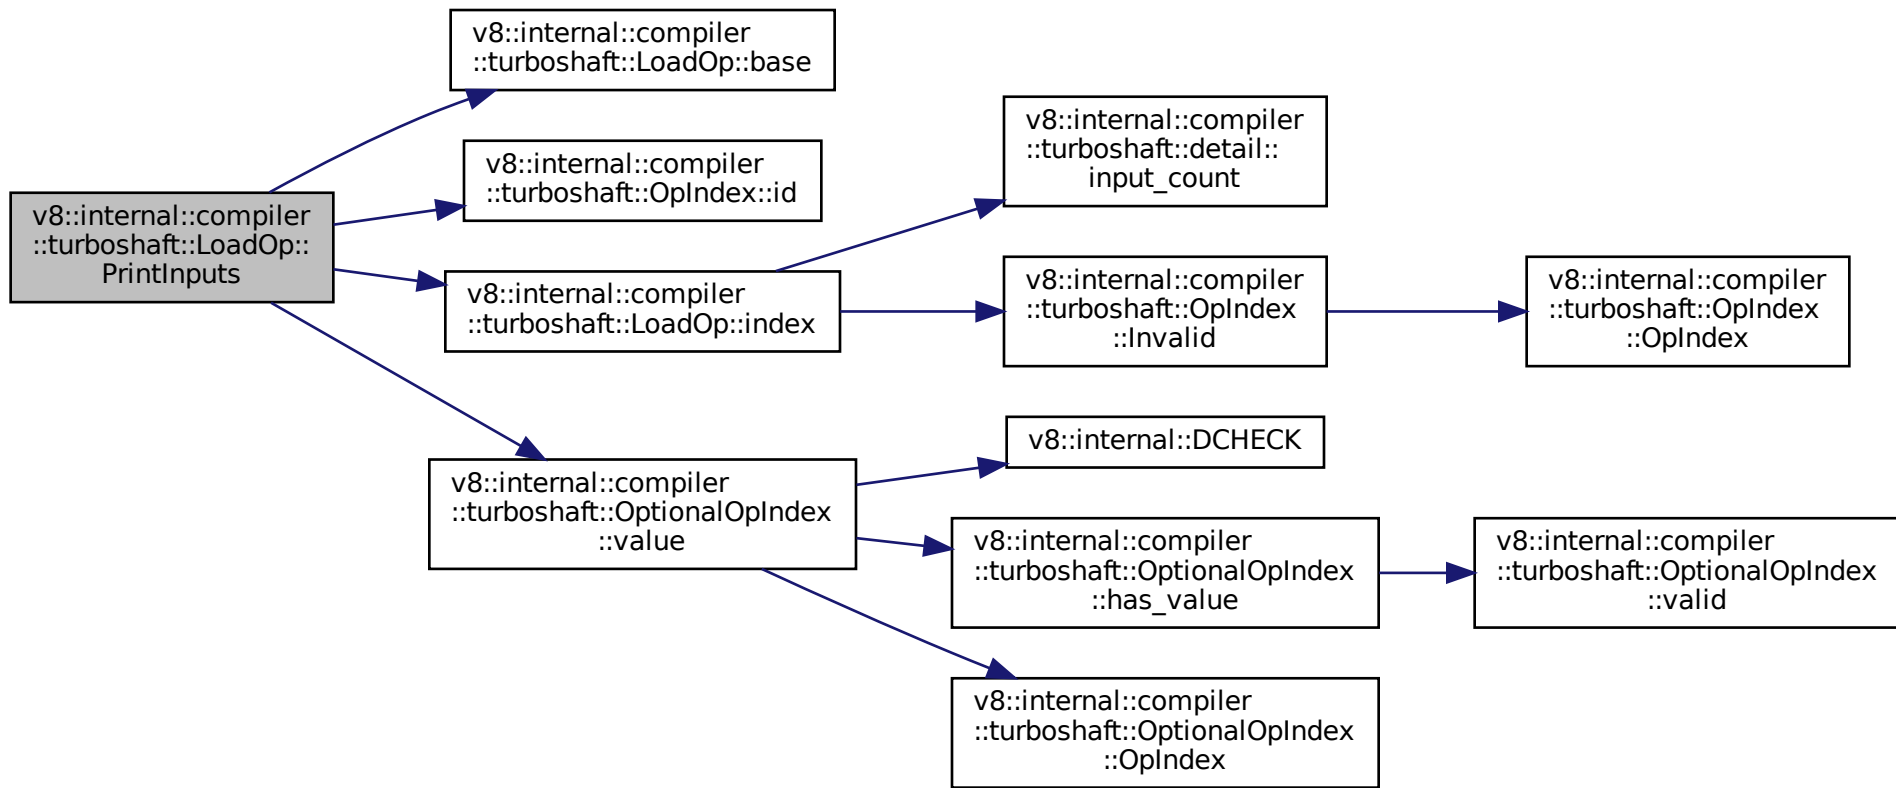 v8::internal::compiler
::turboshaft::LoadOp::
PrintInputs
v8::internal::compiler
::turboshaft::LoadOp::base
v8::internal::compiler
::turboshaft::OpIndex::id
v8::internal::compiler
::turboshaft::LoadOp::index
v8::internal::compiler
::turboshaft::OptionalOpIndex
::value
v8::internal::compiler
::turboshaft::detail::
input_count
v8::internal::compiler
::turboshaft::OpIndex
::Invalid
v8::internal::DCHECK
v8::internal::compiler
::turboshaft::OptionalOpIndex
::has_value
v8::internal::compiler
::turboshaft::OptionalOpIndex
::OpIndex
v8::internal::compiler
::turboshaft::OpIndex
::OpIndex
v8::internal::compiler
::turboshaft::OptionalOpIndex
::valid